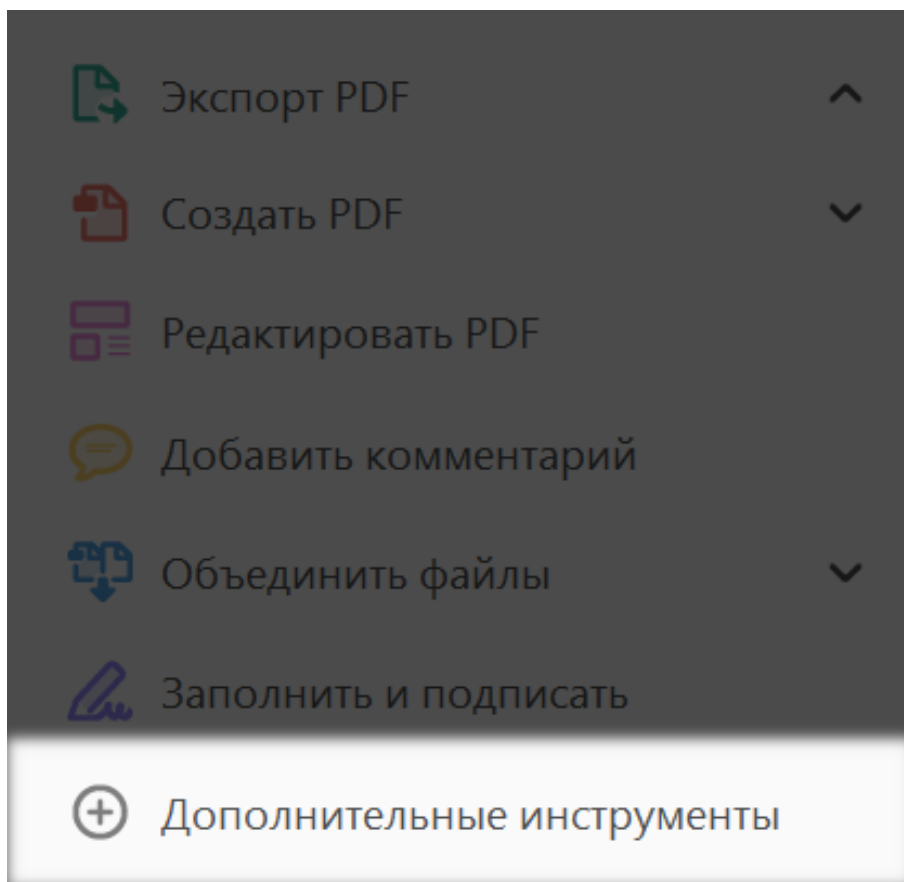 Экспорт PDF
Создать PDF
Редактировать PDF
Добавить комментарий
Объединить файлы
Заполнить и подписать
Дополнительные инструменты